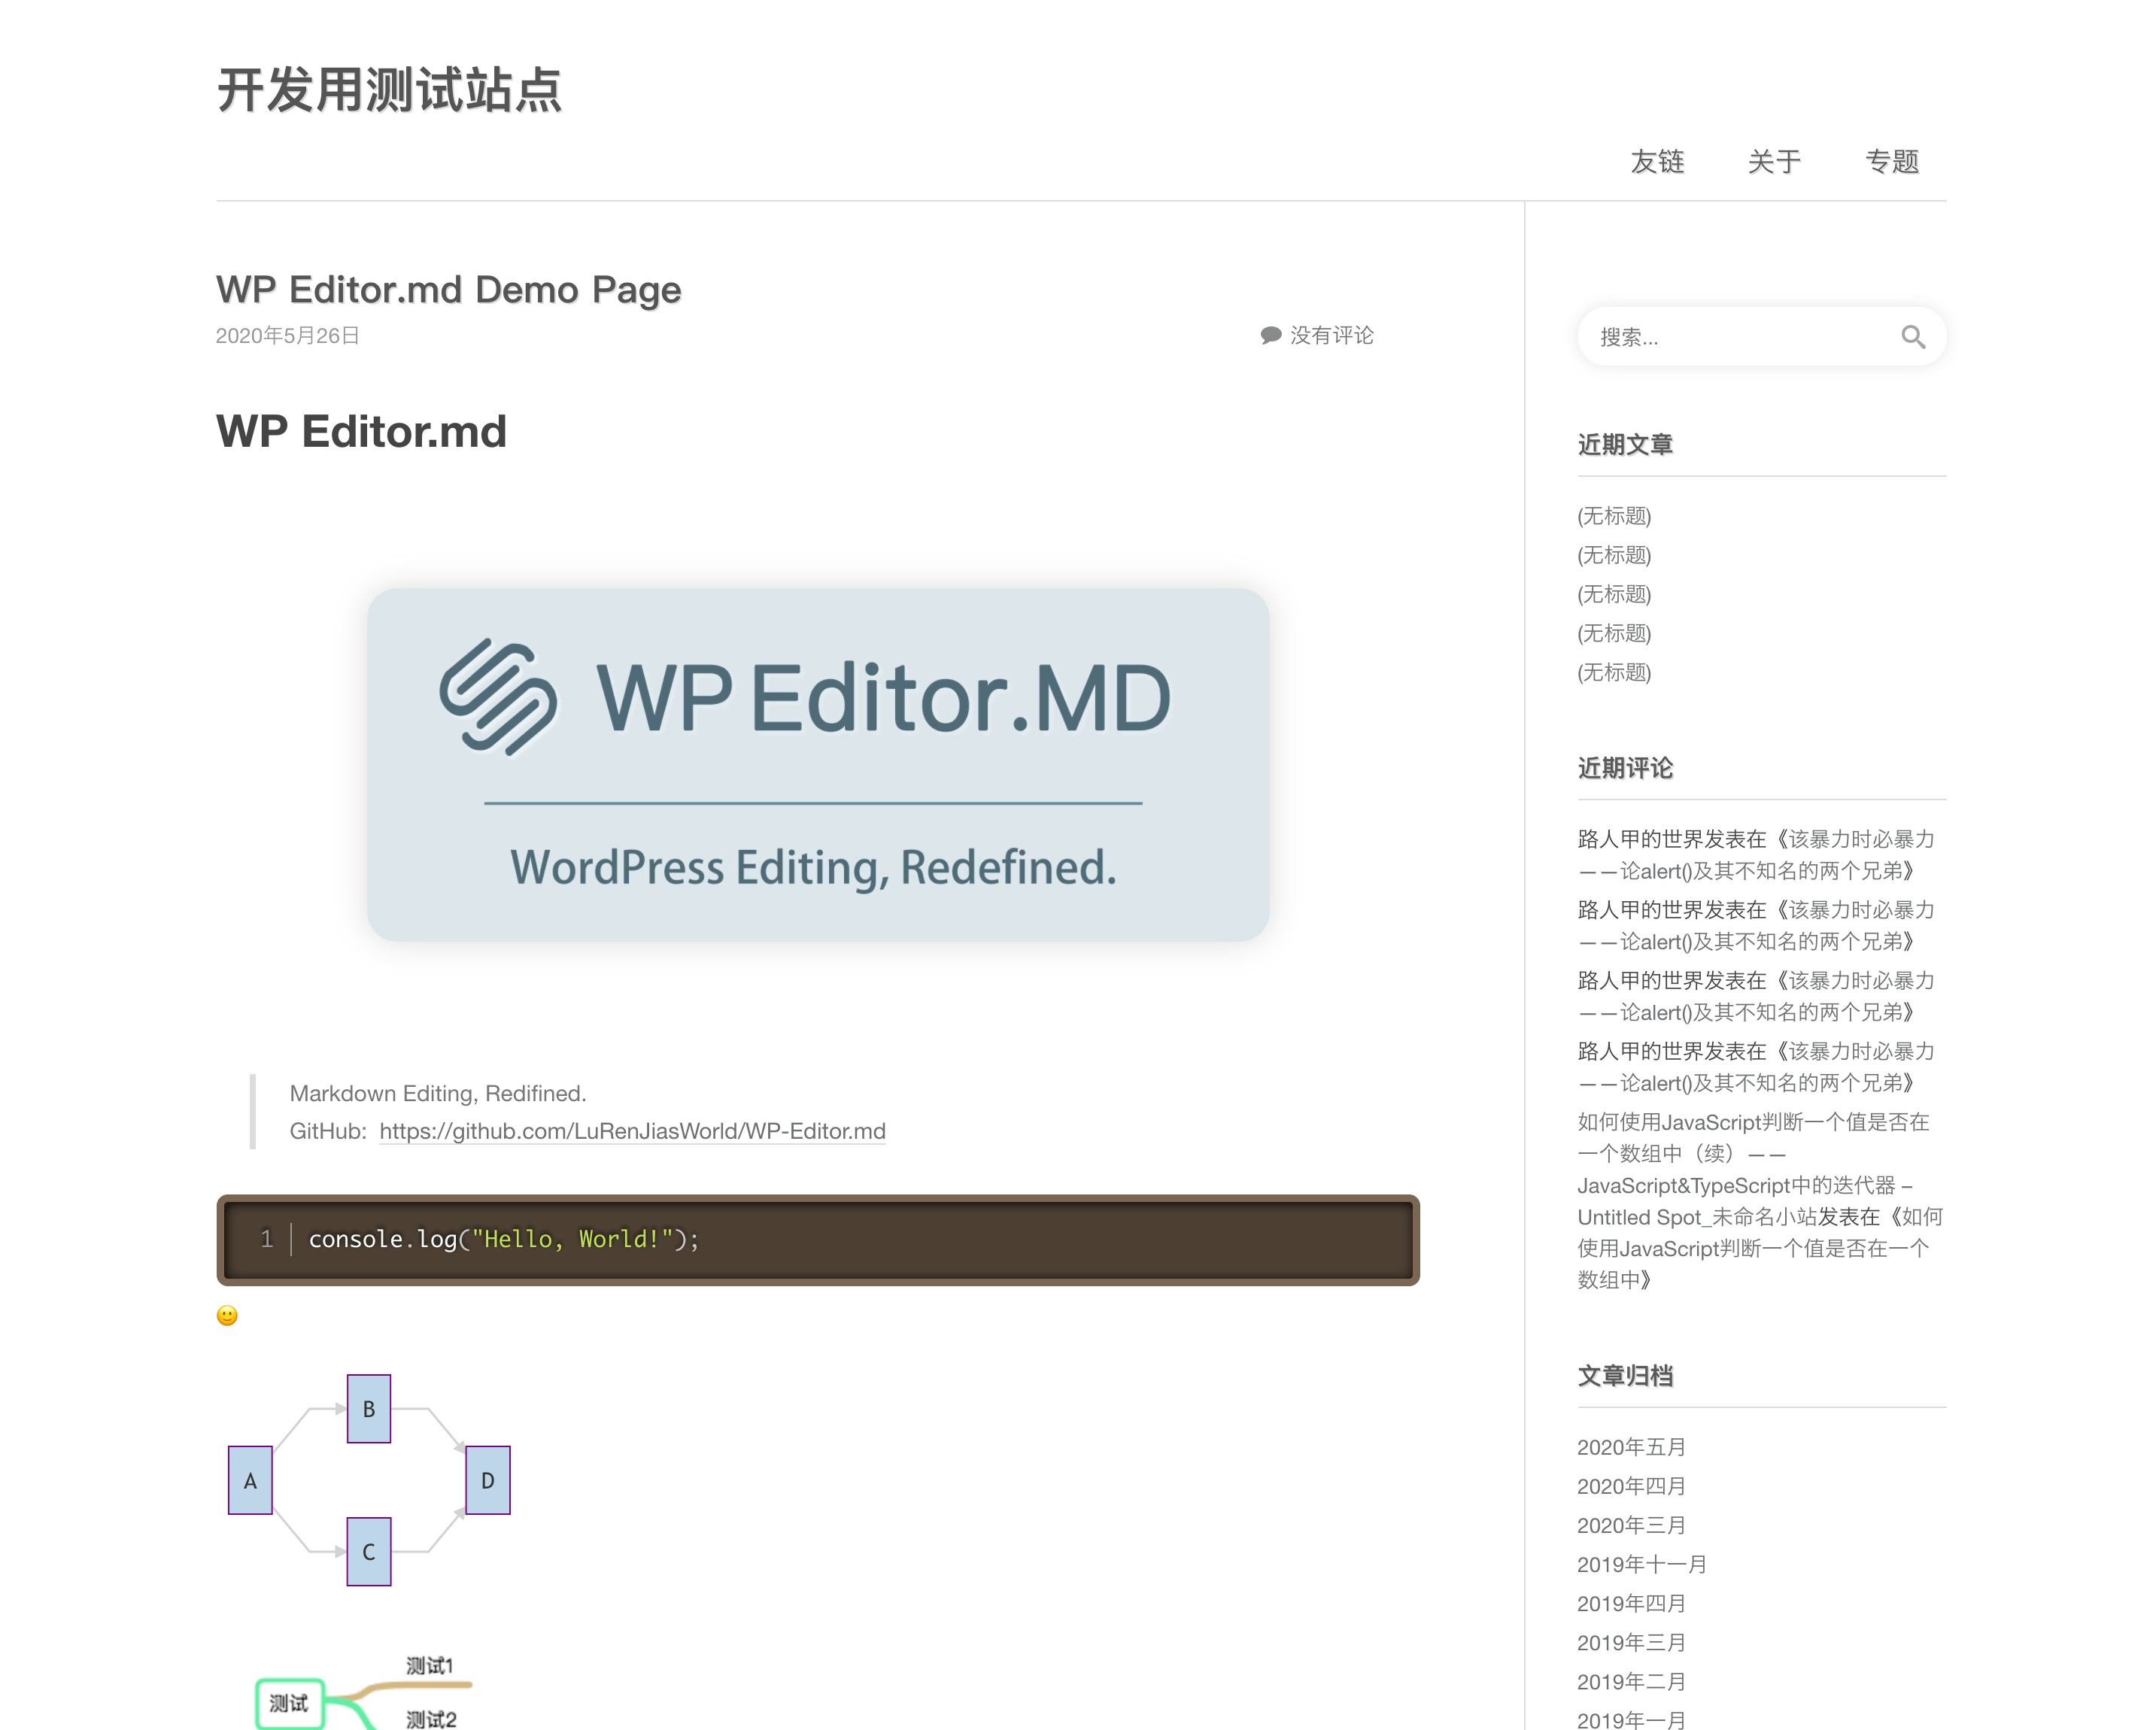 开发用测试站点
友链 关于 专题
WP Editor.md Demo Page
2020年5月26日 没有评论
WP Editor.md
WP Editor.MD
WordPress Editing, Redefined.
Markdown Editing, Redifined.
GitHub: https://github.com/LuRenJiasWorld/WP-Editor.md
1 console.log("Hello, World!");
B
A
D
C
测试1
测试
测试2
搜索...
近期文章
(无标题)
(无标题)
(无标题)
(无标题)
(无标题)
近期评论
路人甲的世界发表在《该暴力时必暴力
——论alert()及其不知名的两个兄弟》
路人甲的世界发表在《该暴力时必暴力
——论alert()及其不知名的两个兄弟》
路人甲的世界发表在《该暴力时必暴力
——论alert()及其不知名的两个兄弟》
路人甲的世界发表在《该暴力时必暴力
——论alert()及其不知名的两个兄弟》
如何使用JavaScript判断一个值是否在
一个数组中（续）——
JavaScript&TypeScript中的迭代器 –
Untitled Spot_未命名小站发表在《如何
使用JavaScript判断一个值是否在一个
数组中》
文章归档
2020年五月
2020年四月
2020年三月
2019年十一月
2019年四月
2019年三月
2019年二月
2019年一月